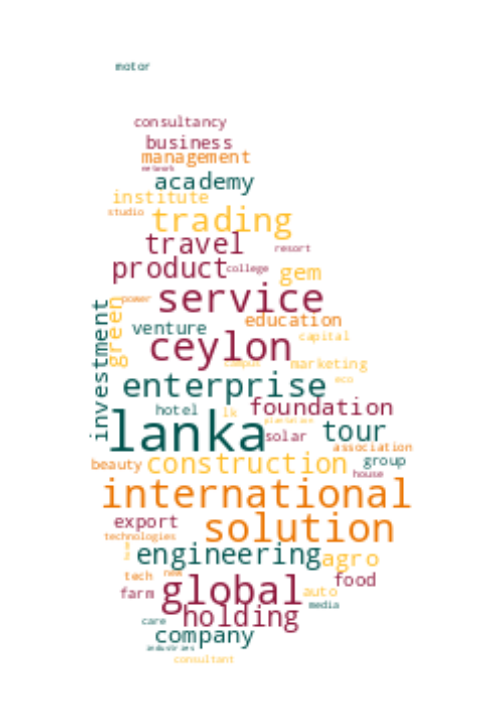 motor
consultancy
business
management
network
academy
institute
studio
trading
travel
resort
product
college
gem
power
service
investment
green
venture
education
ceylon
capital
campus
marketing
enterprise
eco
hotel
lk
foundation
lanka
plantation
solar
tour
association
beauty
construction
group
house
international
export
solution
technologies
engineering
agro
tech
new
food
farm
global
auto
media
care
holding
company
industries
consultant